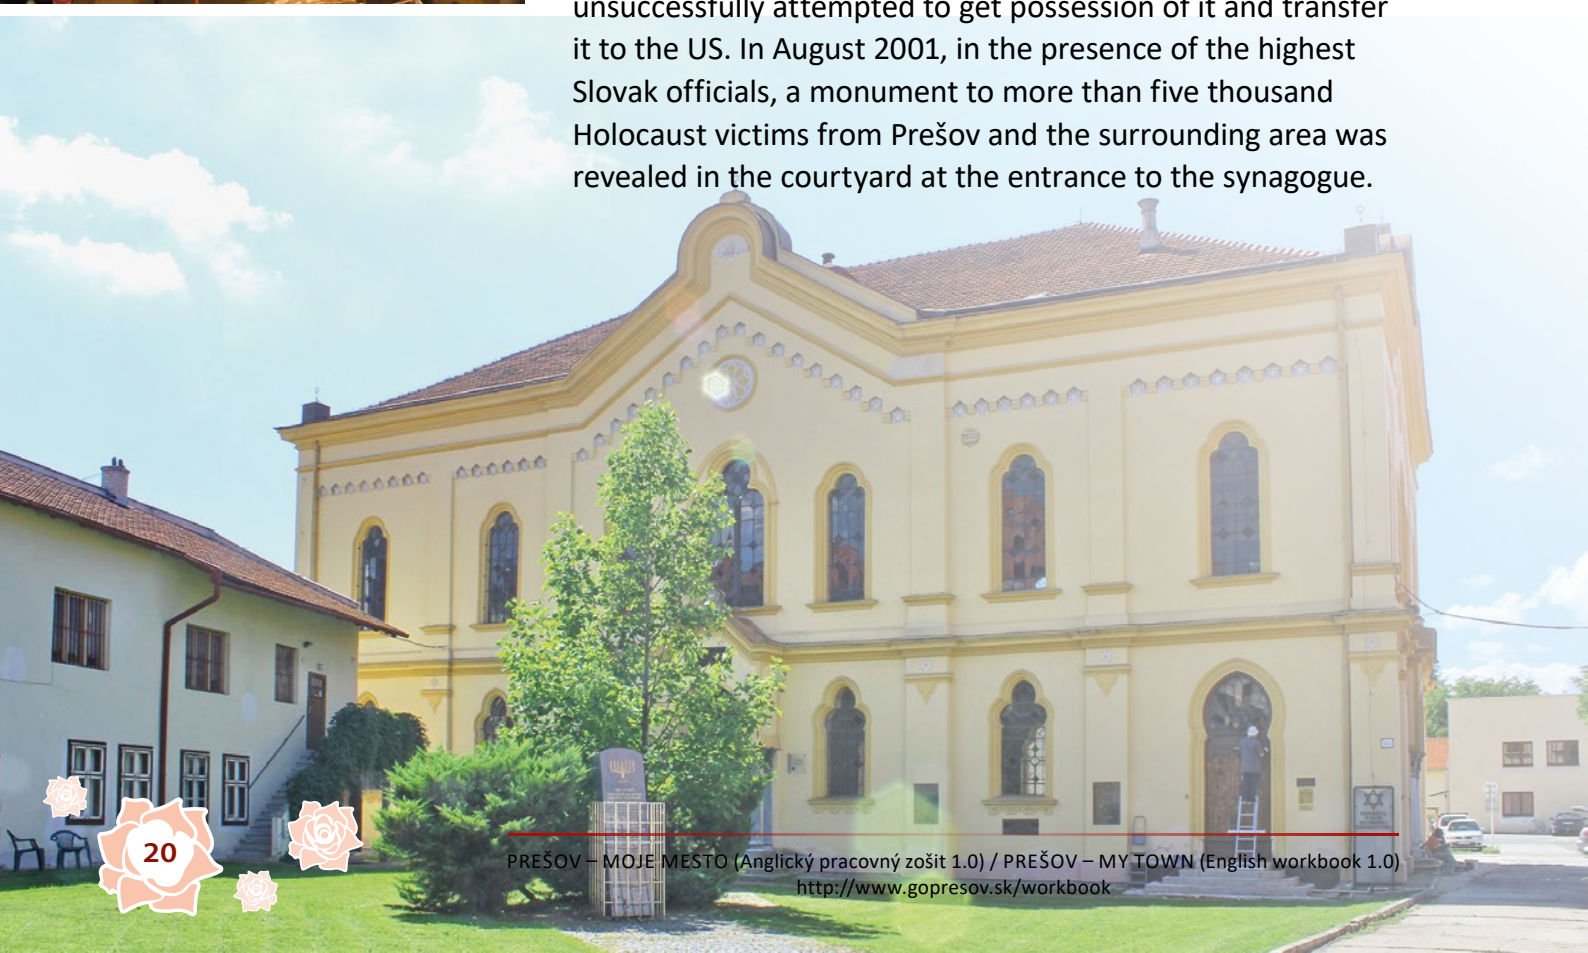 unsuccessfully attempted to get possession of it and transfer
it to the US. In August 2001, in the presence of the highest
Slovak officials, a monument to more than five thousand
Holocaust victims from Prešov and the surrounding area was
revealed in the courtyard at the entrance to the synagogue.
20
PREŠOV – MOJE MESTO (Anglický pracovný zošit 1.0) / PREŠOV – MY TOWN (English workbook 1.0)
http://www.gopresov.sk/workbook